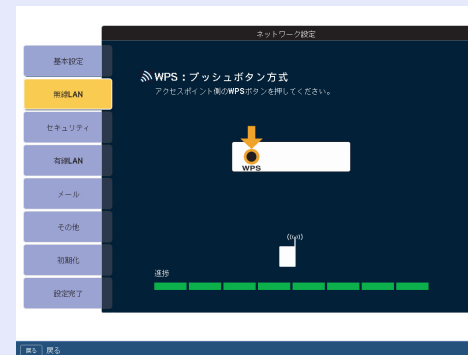 ネットワーク設定
基本設定
無線LAN
セキュリティ
有線LAN
メール
その他
初期化
設定完了
WPS：プッシュボタン方式
アクセスポイント側のWPSボタンを押してください。
WPS
進捗
戻る 戻る